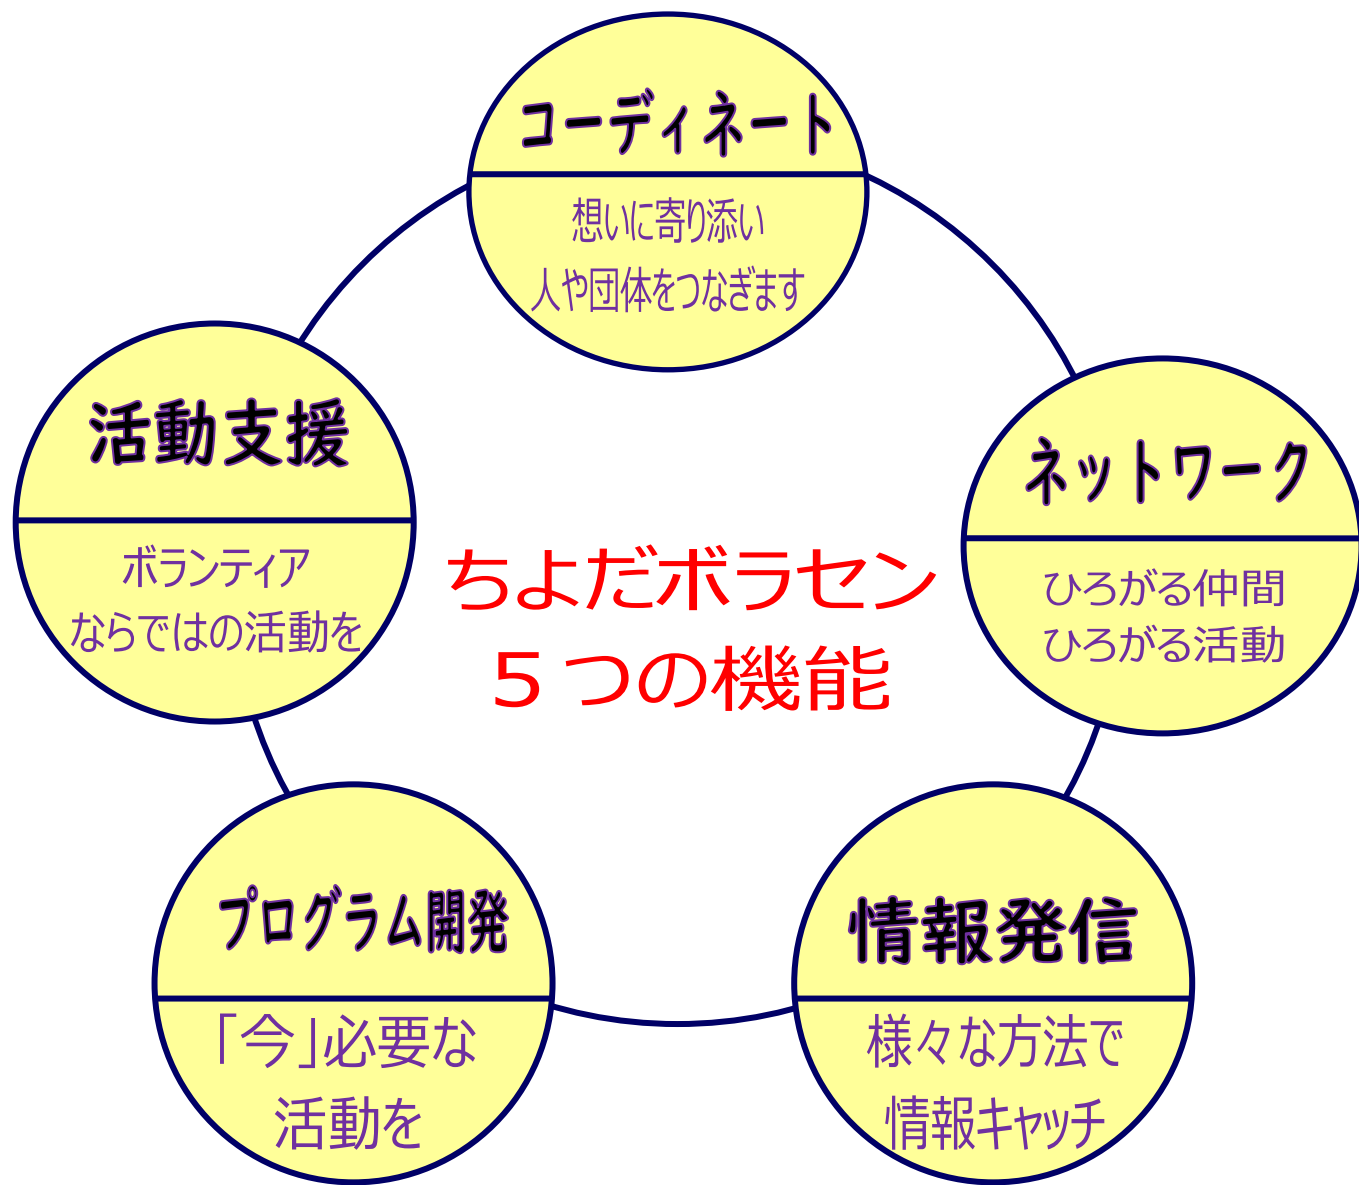 コーディネート
想いに寄り添い
人や団体をつなぎます
活動支援
ボランティア
ならではの活動を
ネットワーク
ひろがる仲間
ひろがる活動
ちよだボラセン
５つの機能
プログラム開発
「今」必要な
活動を
情報発信
様々な方法で
情報キャッチ